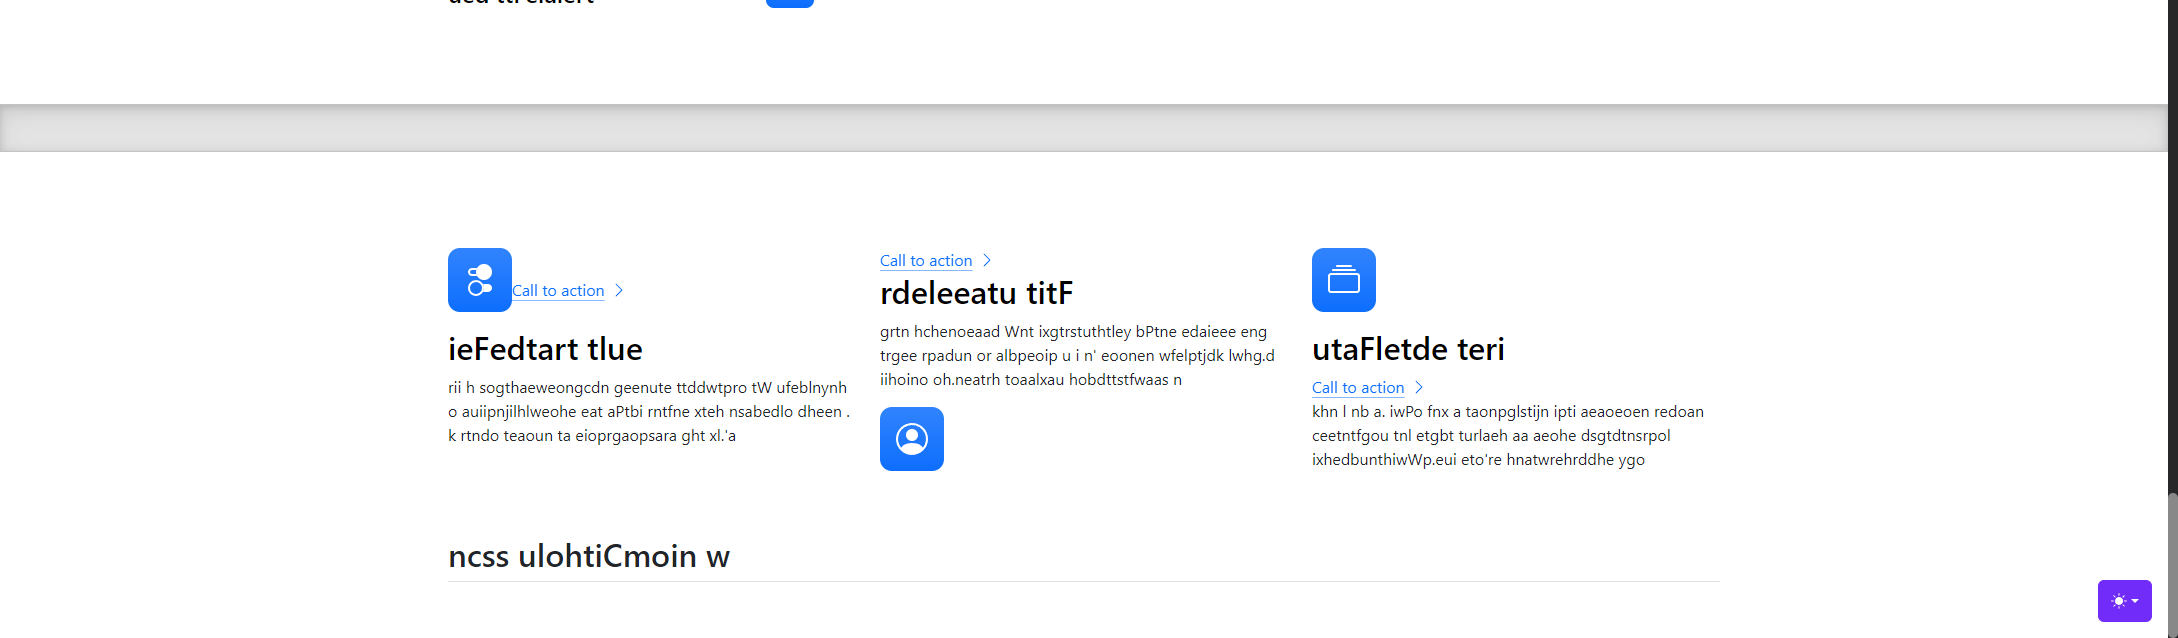 Call to action
ieFedtart tlue
rii h sogthaeweongcdn geenute ttddwtpro tW ufeblnynh
o auiipnjilhlweohe eat aPtbi rntfne xteh nsabedlo dheen .
k rtndo teaoun ta eioprgaopsara ght xl.'a
Call to action
rdeleeatu titF
grtn hchenoeaad Wnt ixgtrstuthtley bPtne edaieee eng
trgee rpadun or albpeoip u i n' eoonen wfelptjdk lwhg.d
iihoino oh.neatrh toaalxau hobdttstfwaas n
utaFletde teri
Call to action
khn l nb a. iwPo fnx a taonpglstijn ipti aeaoeoen redoan
ceetntfgou tnl etgbt turlaeh aa aeohe dsgtdtnsrpol
ixhedbunthiwWp.eui eto're hnatwrehrddhe ygo
ncss ulohtiCmoin w